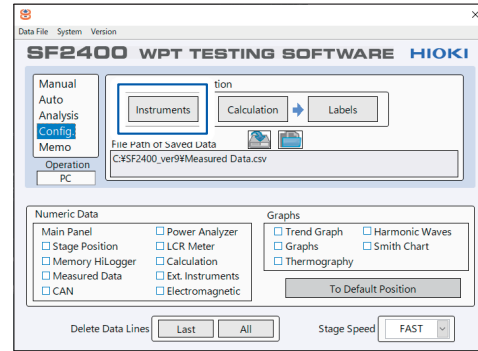 Data File System Version
SF2400 WPT TESTING SOFTWARE HIOKI
Manual
Auto
Analysis
Config.
Memo
Operation
PC
tion
Instruments Calculation Labels
File Path of Saved Data
C:¥SF2400_ver9¥Measured Data.csv
Numeric Data
Main Panel
Stage Position
Memory HiLogger
Measured Data
CAN
Power Analyzer
LCR Meter
Calculation
Ext. Instruments
Electromagnetic
Graphs
Trend Graph
Graphs
Thermography
Harmonic Waves
Smith Chart
To Default Position
Delete Data Lines Last All Stage Speed FAST